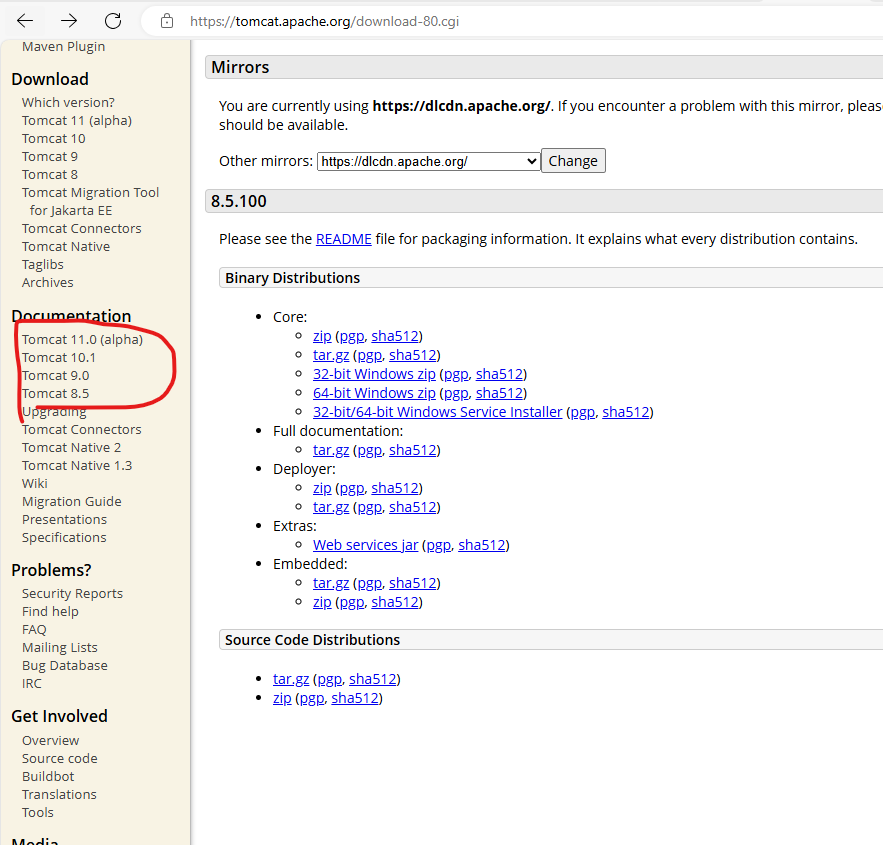 https://tomcat.apache.org/download-80.cgi
Maven Plugin
Download
Which version?
Tomcat 11 (alpha)
Tomcat 10
Tomcat 9
Tomcat 8
Tomcat Migration Tool
for Jakarta EE
Tomcat Connectors
Tomcat Native
Taglibs
Archives
Documentation
Tomcat 11.0 (alpha)
Tomcat 10.1
Tomcat 9.0
Tomcat 8.5
Upgrading
Tomcat Connectors
Tomcat Native 2
Tomcat Native 1.3
Wiki
Migration Guide
Presentations
Specifications
Problems?
Security Reports
Find help
FAQ
Mailing Lists
Bug Database
IRC
Get Involved
Overview
Source code
Buildbot
Translations
Tools
Media
Mirrors
You are currently using https://dlcdn.apache.org/. If you encounter a problem with this mirror, pleas
should be available.
Other mirrors: https://dlcdn.apache.org/ Change
8.5.100
Please see the README file for packaging information. It explains what every distribution contains.
Binary Distributions
Core:
zip (pgp, sha512)
tar.gz (pgp, sha512)
32-bit Windows zip (pgp, sha512)
64-bit Windows zip (pgp, sha512)
32-bit/64-bit Windows Service Installer (pgp, sha512)
Full documentation:
tar.gz (pgp, sha512)
Deployer:
zip (pgp, sha512)
tar.gz (pgp, sha512)
Extras:
Web services jar (pgp, sha512)
Embedded:
tar.gz (pgp, sha512)
zip (pgp, sha512)
Source Code Distributions
tar.gz (pgp, sha512)
zip (pgp, sha512)